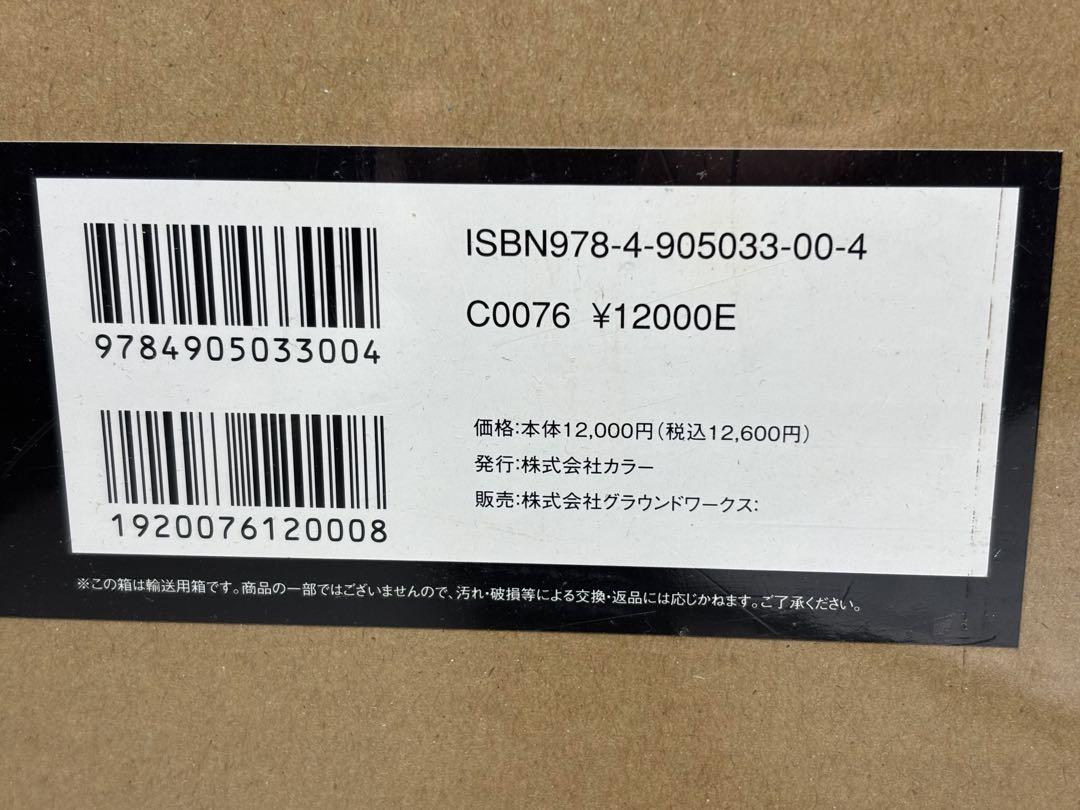 ISBN978-4-905033-00-4
C0076 ¥12000E
9784905033004
1920076120008
価格:本体12,000円(税込12,600円)
発行:株式会社カラー
販売:株式会社グラウンドワークス:
※この箱は輸送用箱です。商品の一部ではございませんので、汚れ・破損等による交換・返品には応じかねます。ご了承ください。